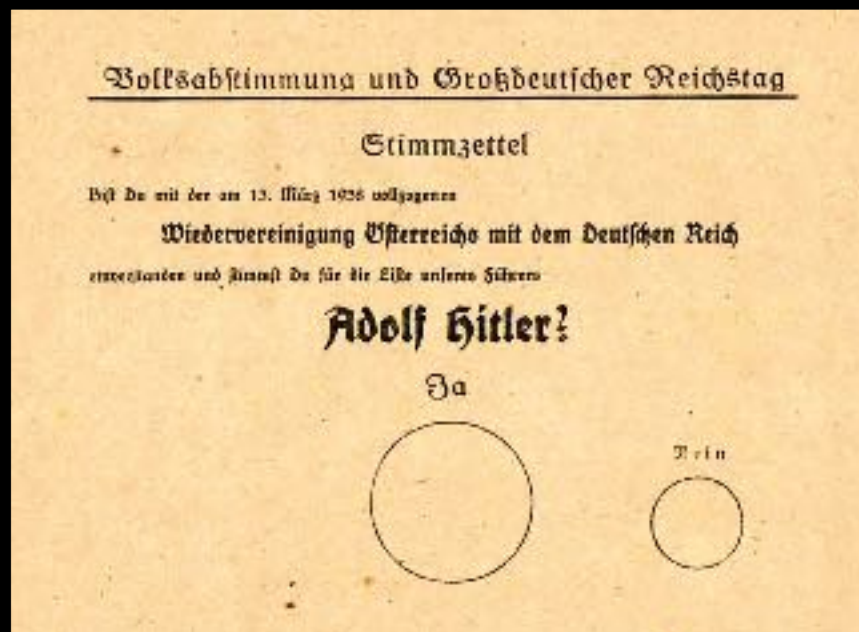 Volksabstimmung und Großdeutscher Reichstag
Stimmzettel
Bist Du mit der am 13. März 1938 vollzogenen
Wiedervereinigung Österreichs mit dem Deutschen Reich
einverstanden und stimmst Du für die Liste unseres Führers
Adolf Hitler?
Ja
Nein